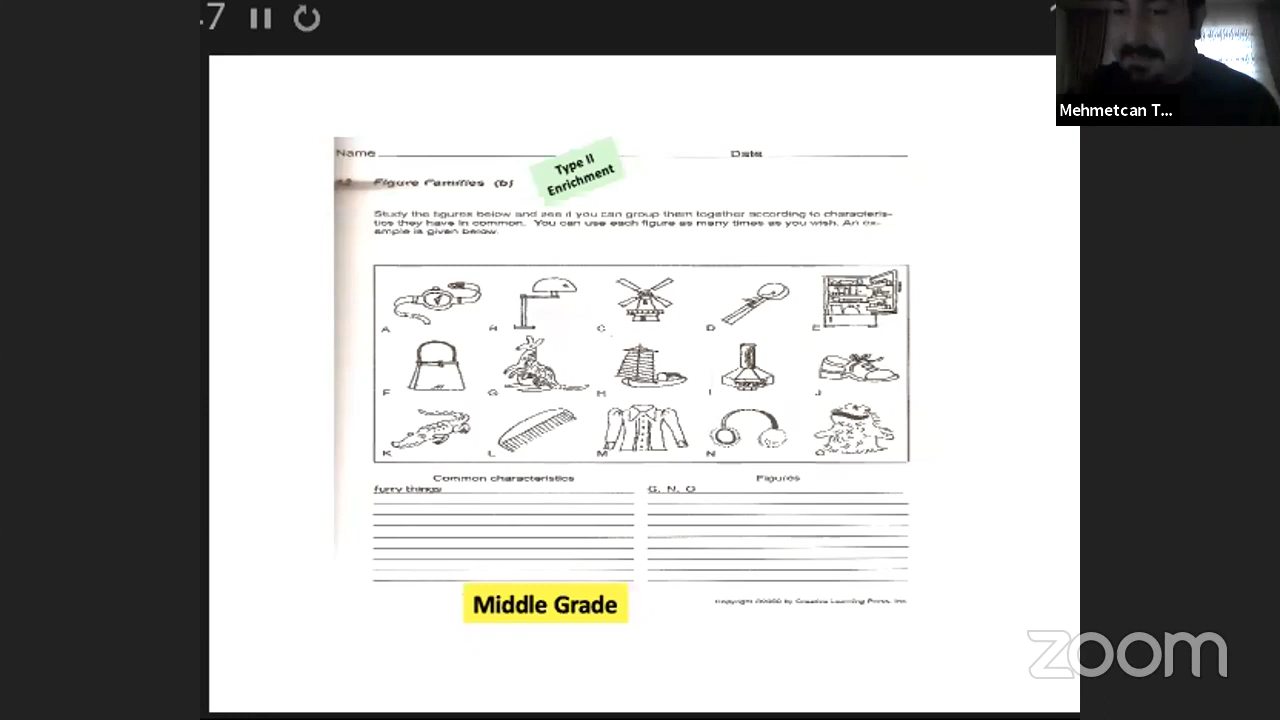 Mehmetcan T...
Name
Date
Type II
Enrichment
Figure Families (b)
Study the figures below and see if you can group them together according to characteris-
tics they have in common. You can use each figure as many times as you wish. An ex-
ample is given below.
A B C D E
F G H I J
K L M N O
Common characteristics Figures
furry things G, N, O
Middle Grade
Copyright by Creative Learning Press, Inc.
zoom